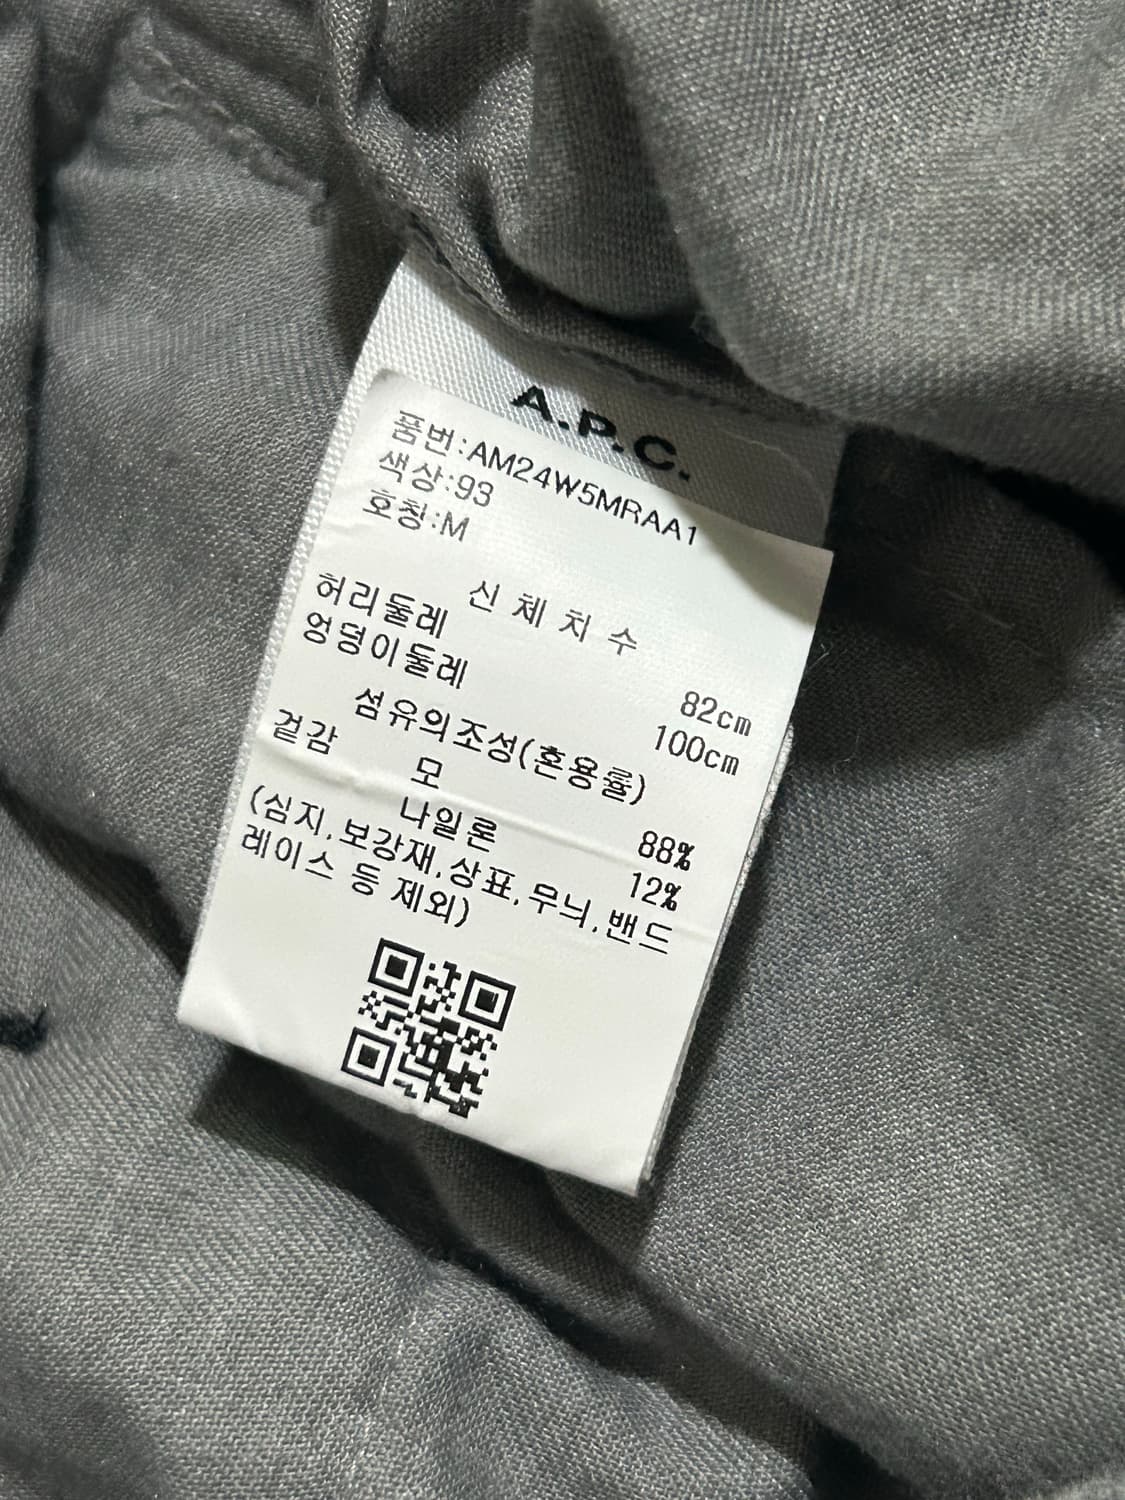 A.P.C.
품번:AM24W5MRAA1
색상:93
호칭:M
신 체 치 수
허리둘레 82cm
엉덩이둘레 100cm
섬유의조성(혼용률)
겉감 모 88%
나일론 12%
(심지,보강재,상표,무늬,밴드
레이스 등 제외)